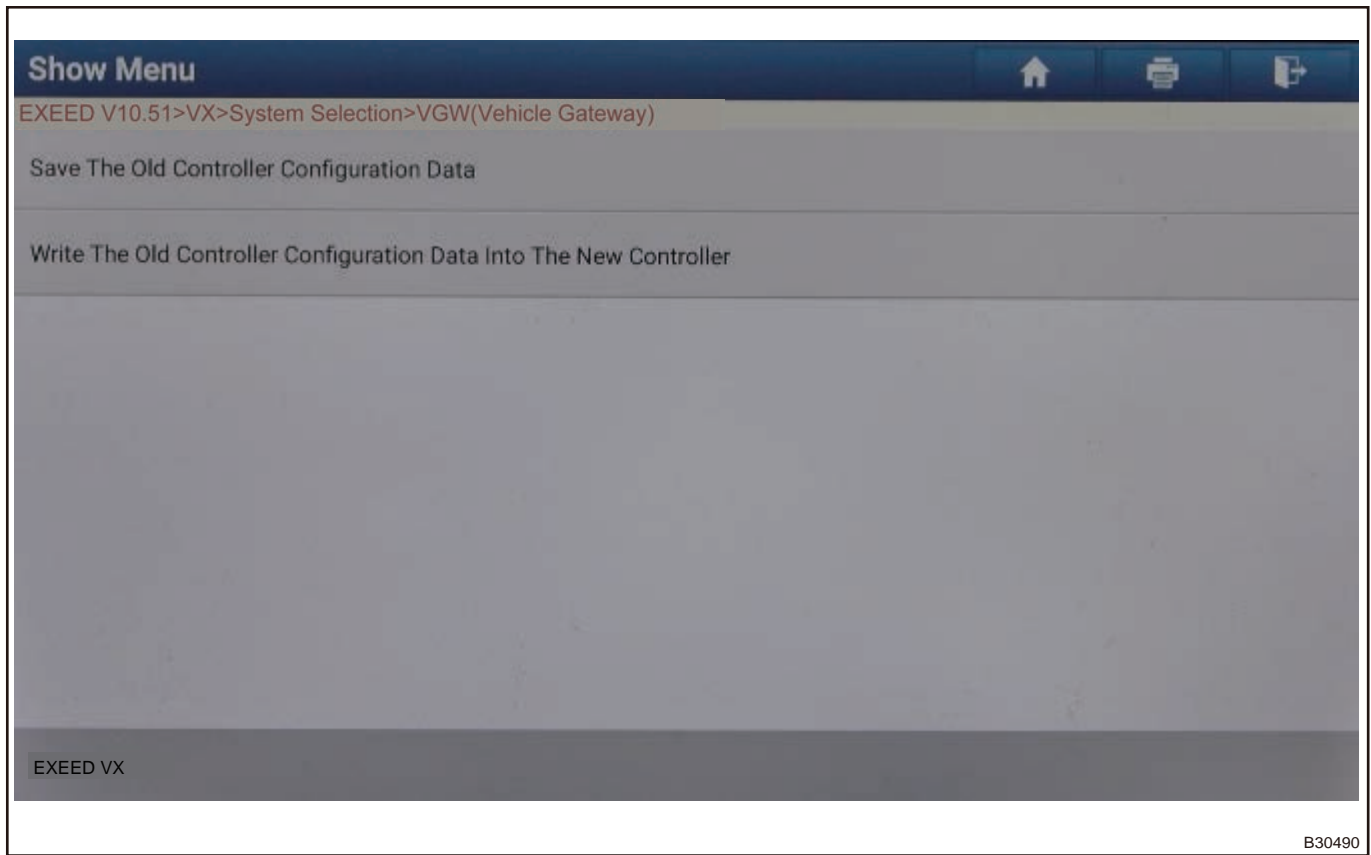 Show Menu
EXEED V10.51>VX>System Selection>VGW(Vehicle Gateway)
Save The Old Controller Configuration Data
Write The Old Controller Configuration Data Into The New Controller
EXEED VX
B30490